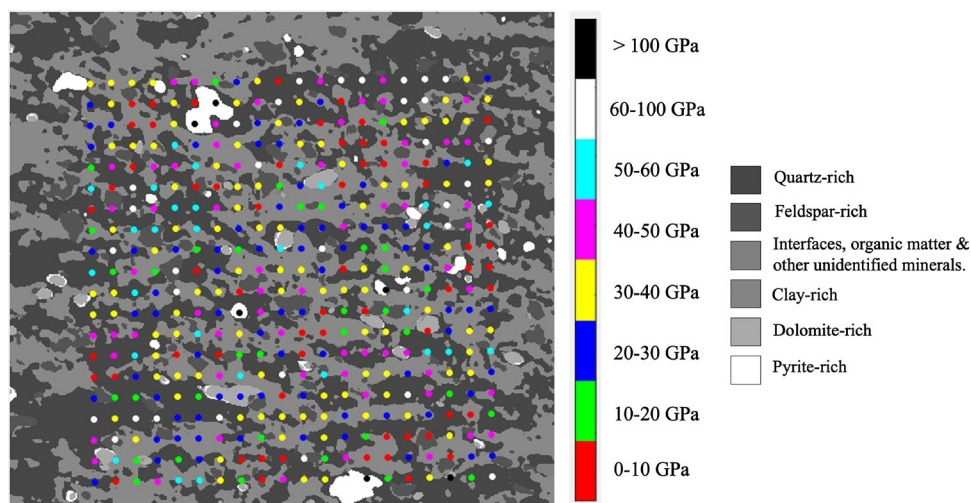 > 100 GPa
60-100 GPa
50-60 GPa
40-50 GPa
30-40 GPa
20-30 GPa
10-20 GPa
0-10 GPa
Quartz-rich
Feldspar-rich
Interfaces, organic matter &
other unidentified minerals.
Clay-rich
Dolomite-rich
Pyrite-rich